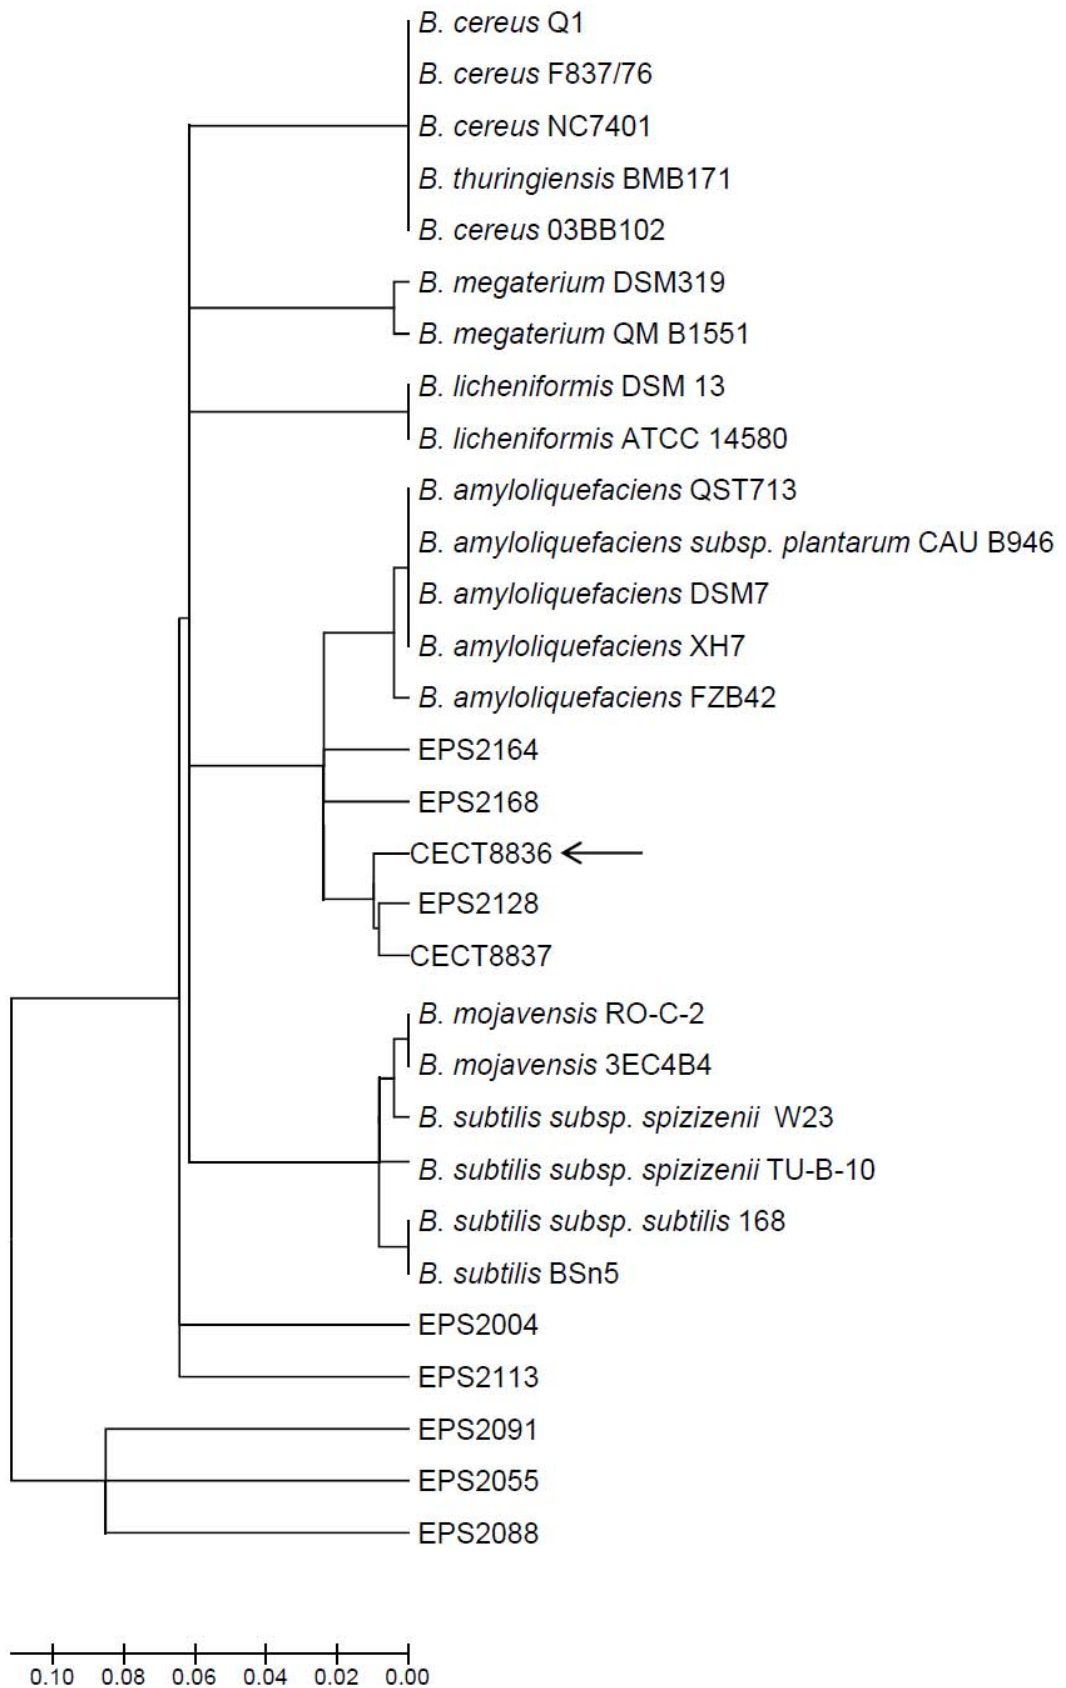 B. cereus Q1
B. cereus F837/76
B. cereus NC7401
B. thuringiensis BMB171
B. cereus 03BB102
B. megaterium DSM319
B. megaterium QM B1551
B. licheniformis DSM 13
B. licheniformis ATCC 14580
B. amyloliquefaciens QST713
B. amyloliquefaciens subsp. plantarum CAU B946
B. amyloliquefaciens DSM7
B. amyloliquefaciens XH7
B. amyloliquefaciens FZB42
EPS2164
EPS2168
CECT8836
EPS2128
CECT8837
B. mojavensis RO-C-2
B. mojavensis 3EC4B4
B. subtilis subsp. spizizenii W23
B. subtilis subsp. spizizenii TU-B-10
B. subtilis subsp. subtilis 168
B. subtilis BSn5
EPS2004
EPS2113
EPS2091
EPS2055
EPS2088
0.10 0.08 0.06 0.04 0.02 0.00